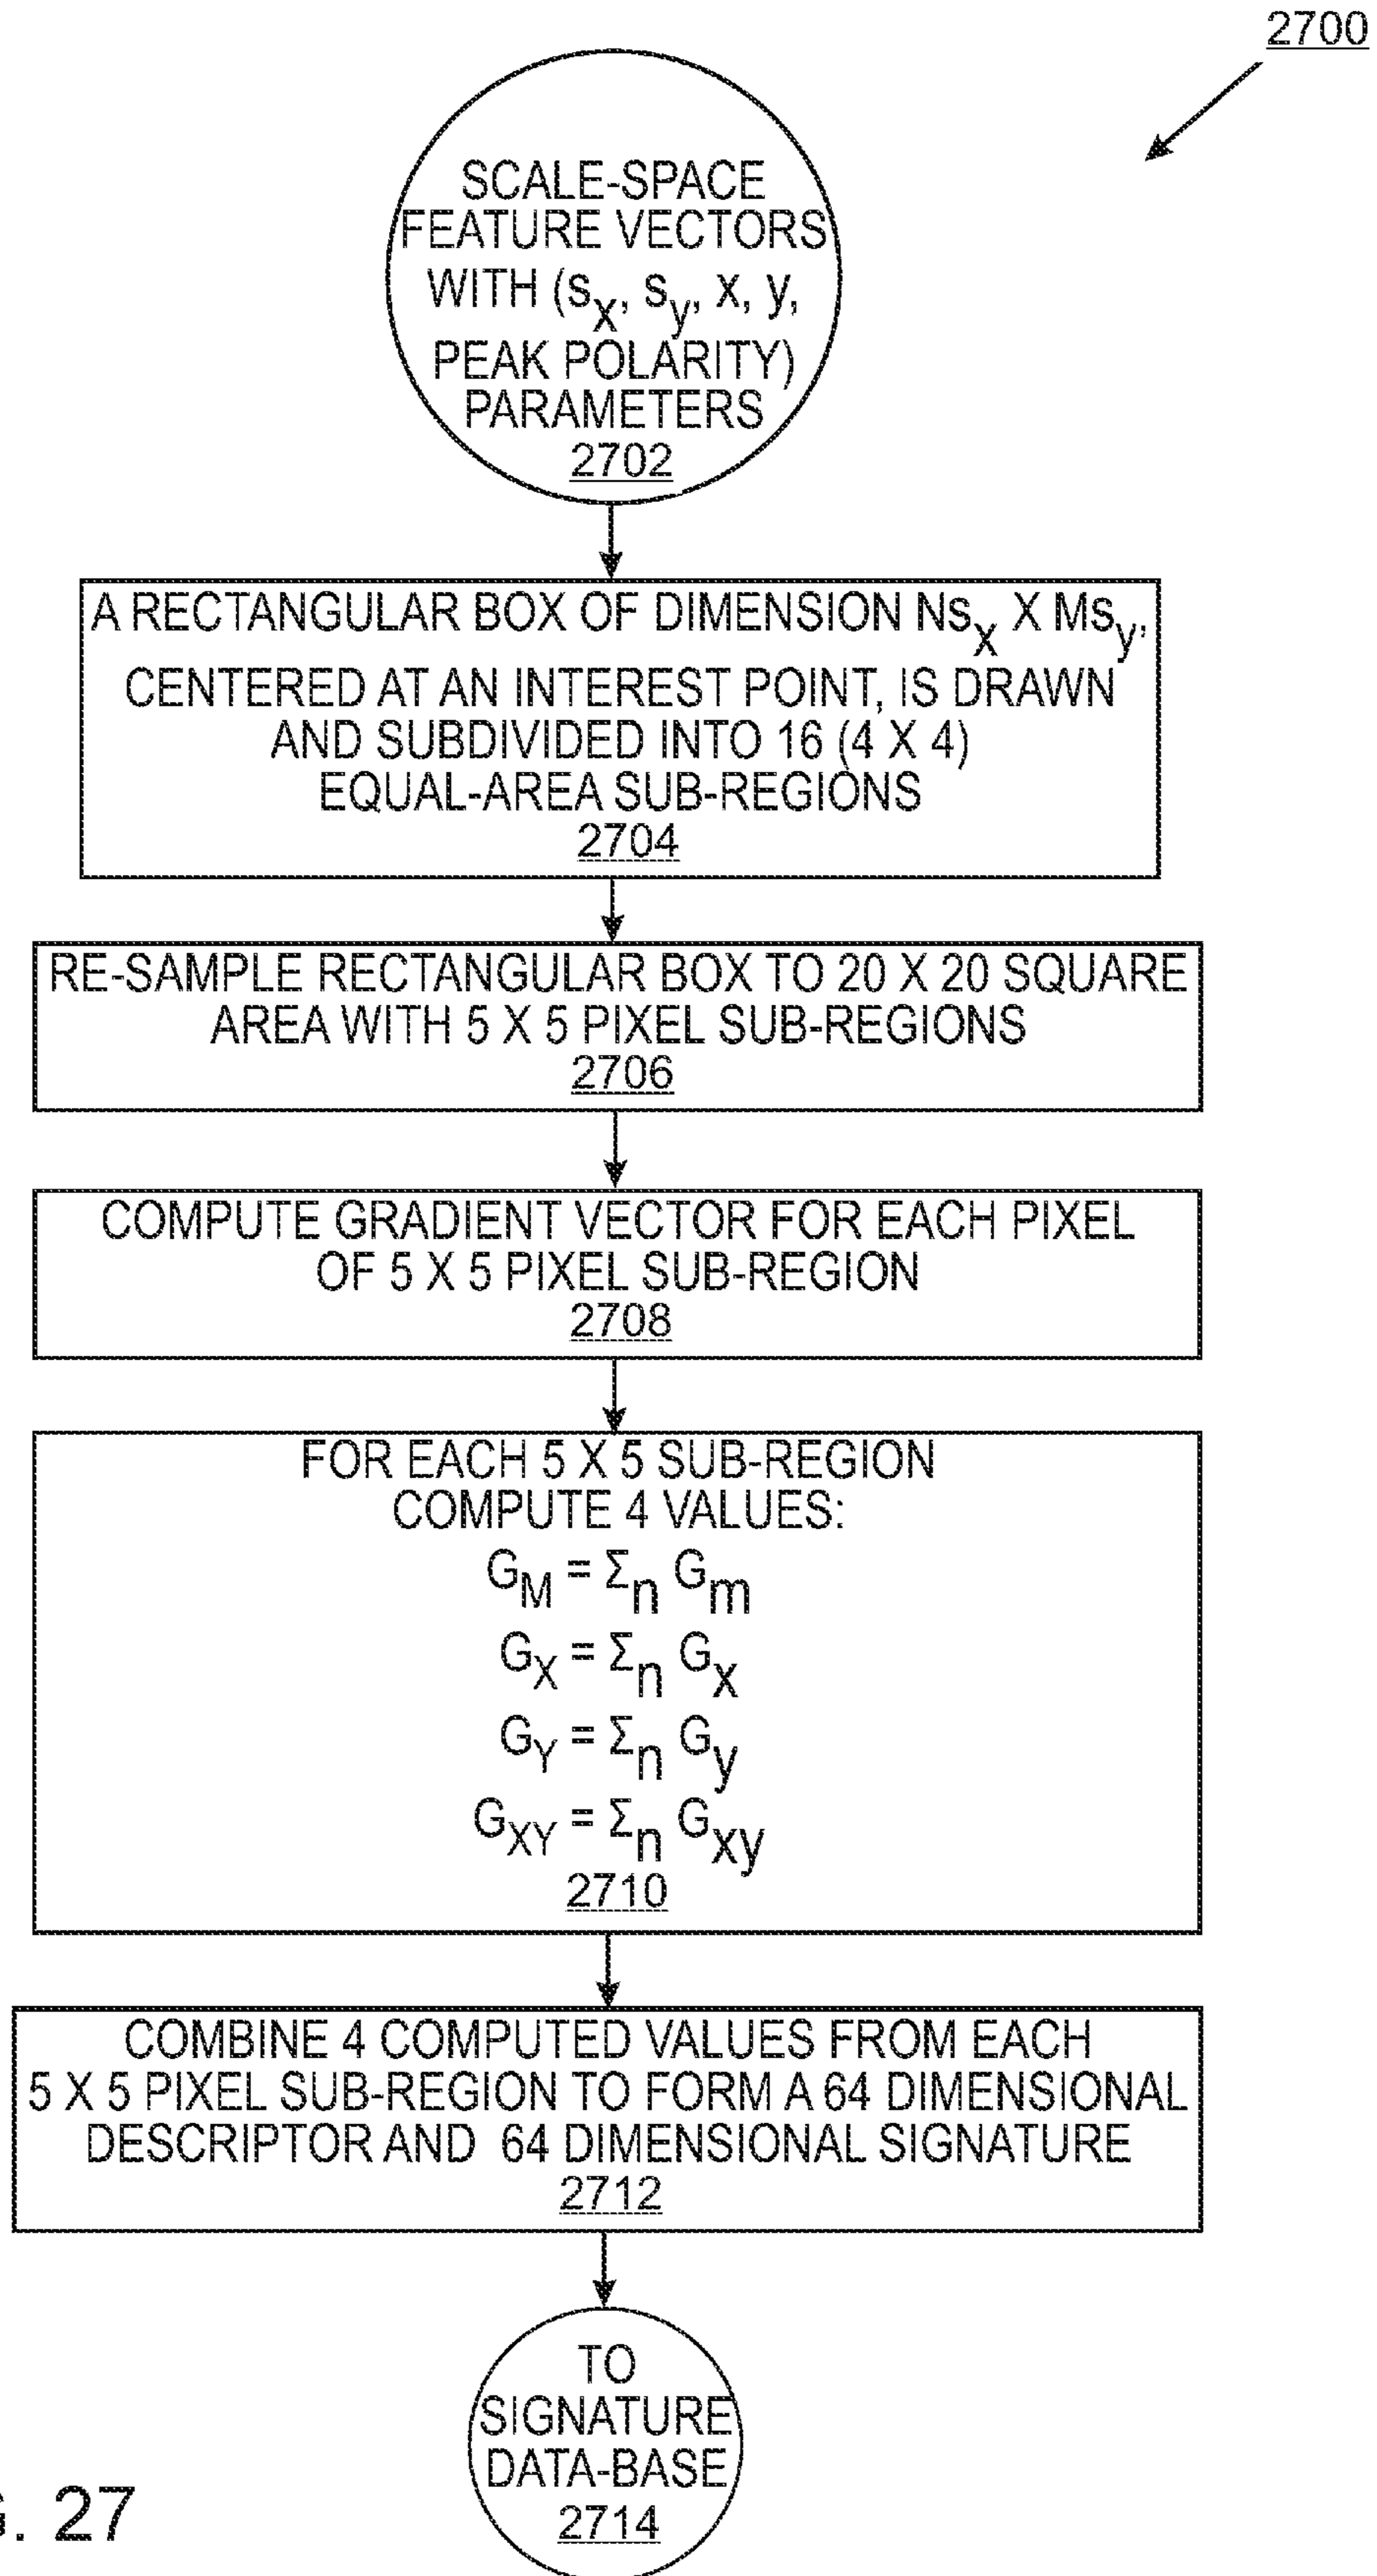 2700
SCALE-SPACE
FEATURE VECTORS
WITH (sx, sy, x, y,
PEAK POLARITY)
PARAMETERS
2702
A RECTANGULAR BOX OF DIMENSION Nsx X Msy,
CENTERED AT AN INTEREST POINT, IS DRAWN
AND SUBDIVIDED INTO 16 (4 X 4)
EQUAL-AREA SUB-REGIONS
2704
RE-SAMPLE RECTANGULAR BOX TO 20 X 20 SQUARE
AREA WITH 5 X 5 PIXEL SUB-REGIONS
2706
COMPUTE GRADIENT VECTOR FOR EACH PIXEL
OF 5 X 5 PIXEL SUB-REGION
2708
FOR EACH 5 X 5 SUB-REGION
COMPUTE 4 VALUES:
GM = Σn Gm
GX = Σn Gx
GY = Σn Gy
GXY = Σn Gxy
2710
COMBINE 4 COMPUTED VALUES FROM EACH
5 X 5 PIXEL SUB-REGION TO FORM A 64 DIMENSIONAL
DESCRIPTOR AND 64 DIMENSIONAL SIGNATURE
2712
TO
SIGNATURE
DATA-BASE
2714
. 27